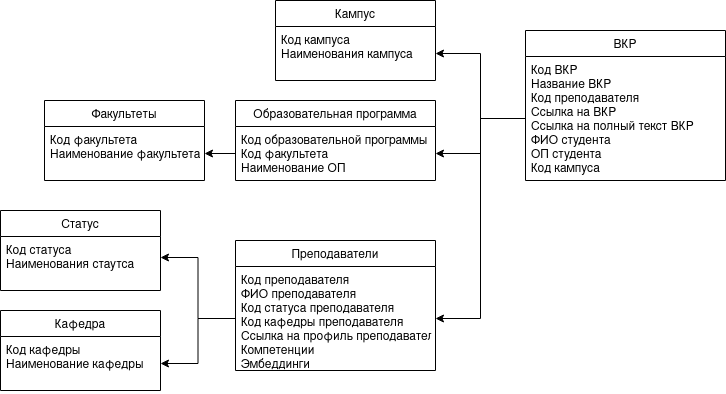 Кампус
Код кампуса
Наименования кампуса
ВКР
Код ВКР
Название ВКР
Код преподавателя
Ссылка на ВКР
Ссылка на полный текст ВКР
ФИО студента
ОП студента
Код кампуса
Факультеты
Код факультета
Наименование факультета
Образовательная программа
Код образовательной программы
Код факультета
Наименование ОП
Статус
Код статуса
Наименования стаутса
Преподаватели
Код преподавателя
ФИО преподавателя
Код статуса преподавателя
Код кафедры преподавателя
Ссылка на профиль преподавател
Компетенции
Эмбеддинги
Кафедра
Код кафедры
Наименование кафедры